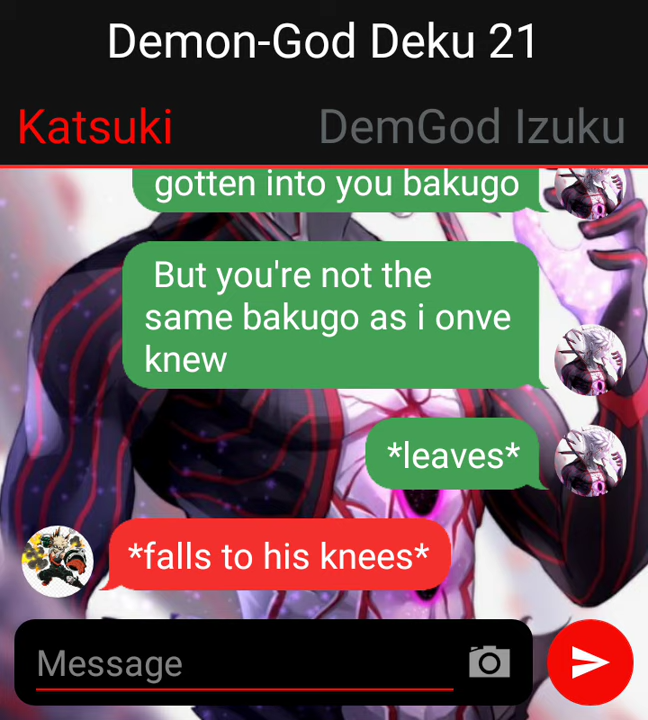 Demon-God Deku 21
Katsuki
DemGod Izuku
gotten into you bakugo
But you're not the
same bakugo as i onve
knew
*leaves*
*falls to his knees*
Message